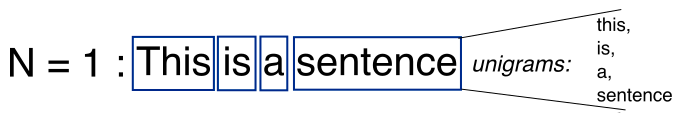 N = 1 : This is a sentence unigrams:
this,
is,
a,
sentence